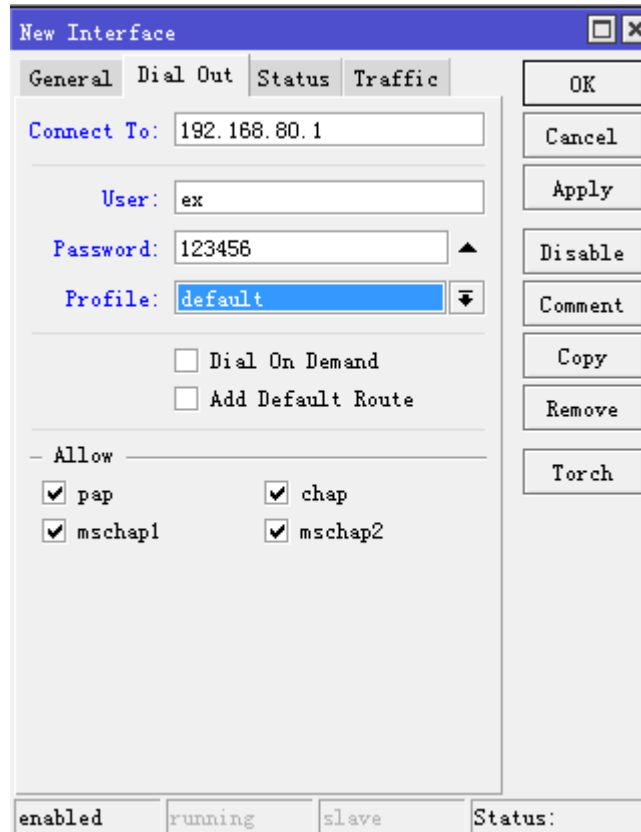 New Interface
General Dial Out Status Traffic
OK
Connect To: 192.168.80.1
Cancel
User: ex
Apply
Password: 123456
Disable
Profile: default
Comment
Dial On Demand
Copy
Add Default Route
Remove
Allow
Torch
pap chap
mschap1 mschap2
enabled running slave Status: